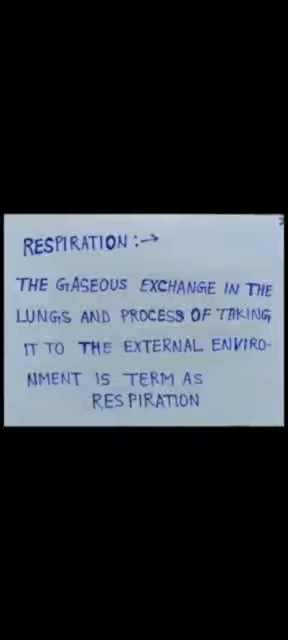 RESPIRATION :→
THE GASEOUS EXCHANGE IN THE
LUNGS AND PROCESS OF TAKING
IT TO THE EXTERNAL ENVIRO-
NMENT IS TERM AS
RESPIRATION